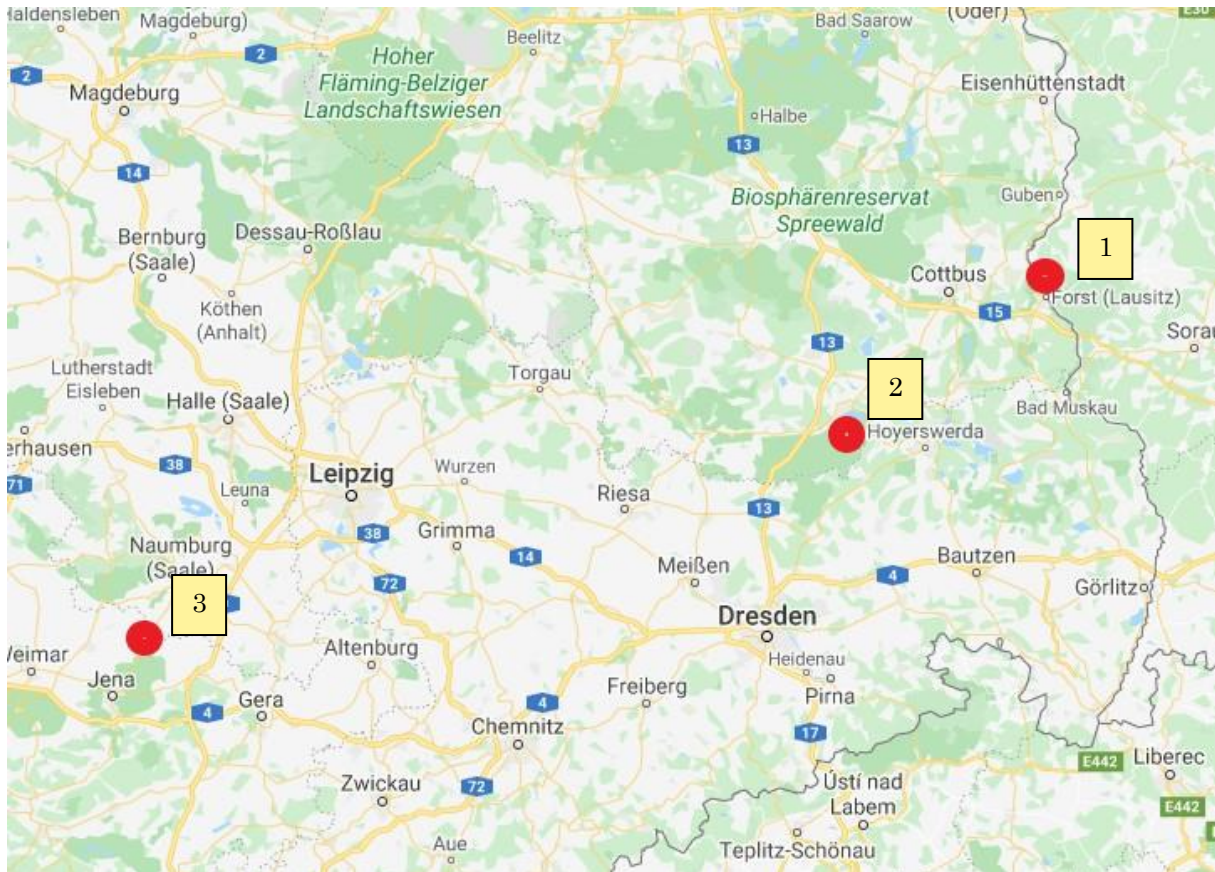 Haldensleben
Magdeburg)
2
Beelitz
Bad Saarow
(Oder)
E30
2
Magdeburg
Hoher
Fläming-Belziger
Landschaftswiesen
Halbe
Eisenhüttenstadt
13
14
Biosphärenreservat
Spreewald
Guben
Bernburg
(Saale)
Dessau-Roßlau
1
Cottbus
Köthen
(Anhalt)
15
Forst (Lausitz)
13
Sorau
Lutherstadt
Eisleben
Torgau
2
Halle (Saale)
Bad Muskau
erhausen
Hoyerswerda
38
71
Leuna
Leipzig
Wurzen
Riesa
13
38
Grimma
Naumburg
(Saale)
14
Meißen
Bautzen
72
4
Görlitz
3
Dresden
Weimar
Altenburg
Heidenau
Jena
Freiberg
Pirna
Gera
4
4
Chemnitz
17
E442
Liberec
Zwickau
72
Ústí nad
Labem
E442
Aue
Teplitz-Schönau